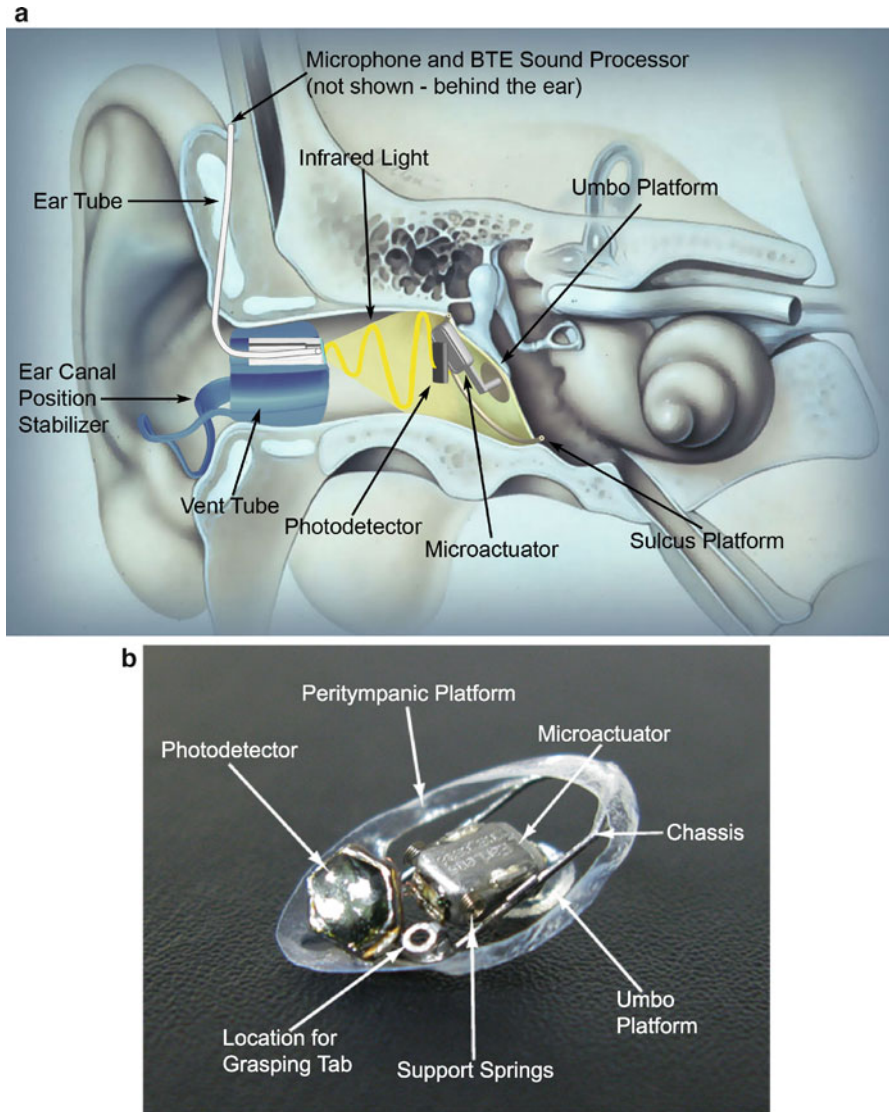 a
Microphone and BTE Sound Processor
(not shown - behind the ear)
Infrared Light
Umbo
Platform
Ear Tube
Ear Canal
Position
Stabilizer
Vent Tube
Photodetector
Microactuator
Sulcus Platform
b
Peritympanic Platform
Photodetector
Microactuator
Chassis
Umbo
Platform
Location for
Grasping Tab
Support Springs